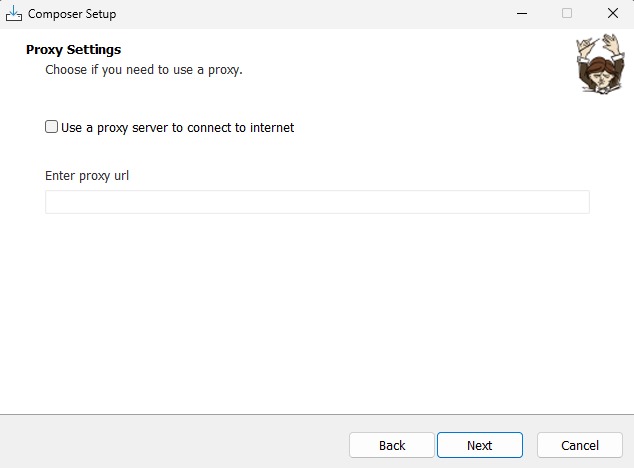 Composer Setup
Proxy Settings
Choose if you need to use a proxy.
Use a proxy server to connect to internet
Enter proxy url
Back
Next
Cancel